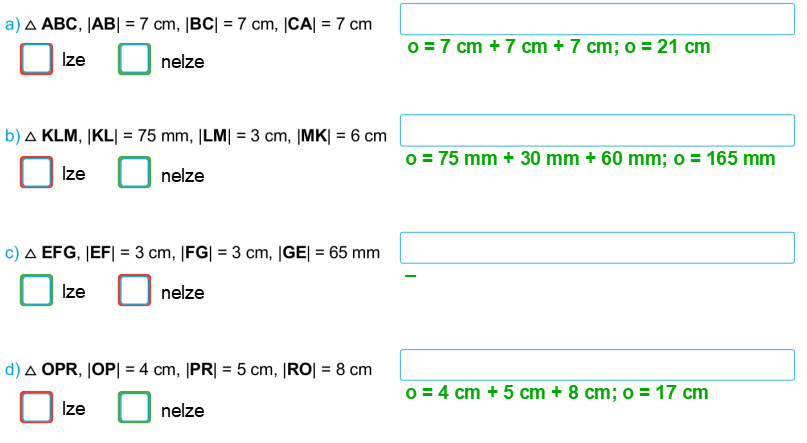 a) △ ABC, |AB| = 7 cm, |BC| = 7 cm, |CA| = 7 cm
o = 7 cm + 7 cm + 7 cm; o = 21 cm
lze nelze
b) △ KLM, |KL| = 75 mm, |LM| = 3 cm, |MK| = 6 cm
o = 75 mm + 30 mm + 60 mm; o = 165 mm
lze nelze
c) △ EFG, |EF| = 3 cm, |FG| = 3 cm, |GE| = 65 mm
–
lze nelze
d) △ OPR, |OP| = 4 cm, |PR| = 5 cm, |RO| = 8 cm
o = 4 cm + 5 cm + 8 cm; o = 17 cm
lze nelze